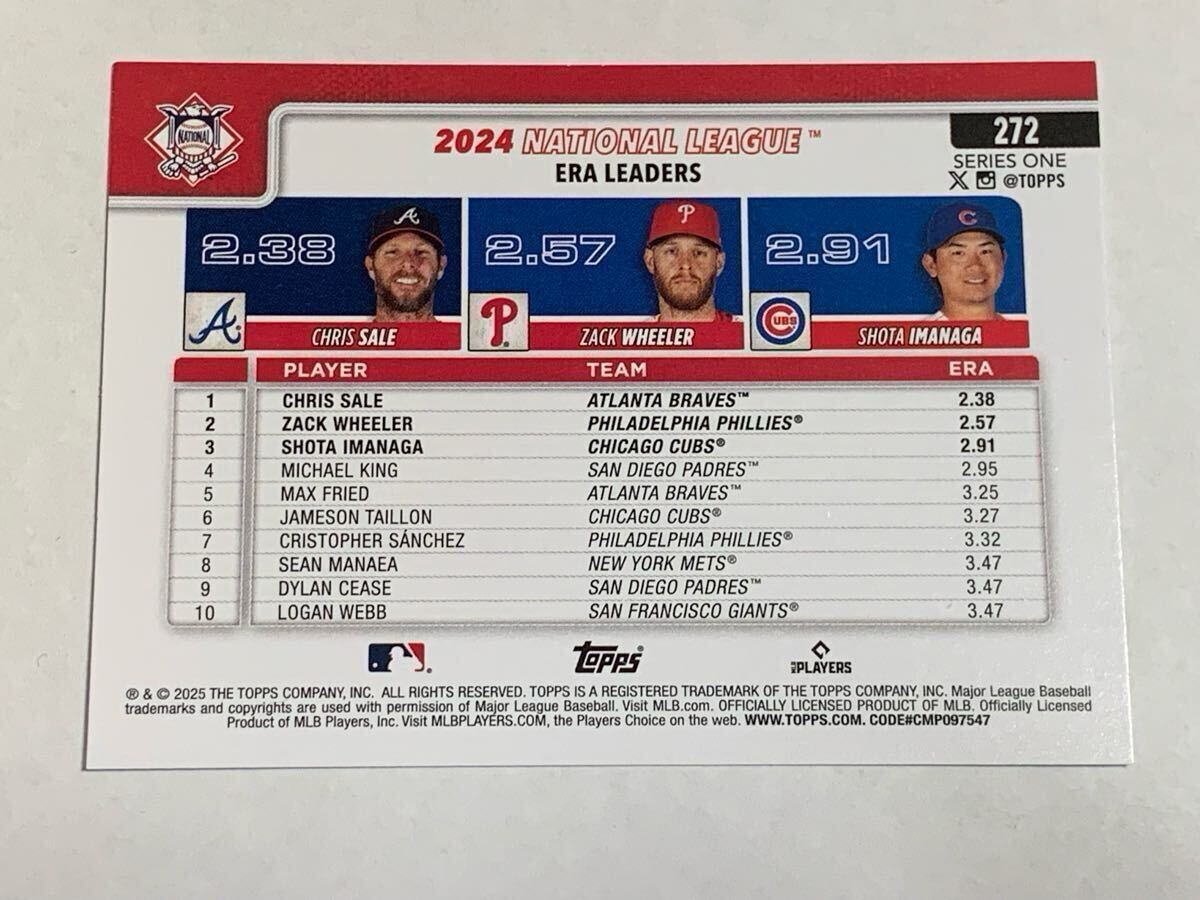 NATIONAL
2024 NATIONAL LEAGUE™
ERA LEADERS
272
SERIES ONE
@TOPPS
2.38
A
CHRIS SALE
2.57
P
P
ZACK WHEELER
2.91
C
CUBS
SHOTA IMANAGA
PLAYER TEAM ERA
1 CHRIS SALE ATLANTA BRAVES™ 2.38
2 ZACK WHEELER PHILADELPHIA PHILLIES® 2.57
3 SHOTA IMANAGA CHICAGO CUBS® 2.91
4 MICHAEL KING SAN DIEGO PADRES™ 2.95
5 MAX FRIED ATLANTA BRAVES™ 3.25
6 JAMESON TAILLON CHICAGO CUBS® 3.27
7 CRISTOPHER SÁNCHEZ PHILADELPHIA PHILLIES® 3.32
8 SEAN MANAEA NEW YORK METS® 3.47
9 DYLAN CEASE SAN DIEGO PADRES™ 3.47
10 LOGAN WEBB SAN FRANCISCO GIANTS® 3.47
Topps®
MLB PLAYERS
® & © 2025 THE TOPPS COMPANY, INC. ALL RIGHTS RESERVED. TOPPS IS A REGISTERED TRADEMARK OF THE TOPPS COMPANY, INC. Major League Baseball
trademarks and copyrights are used with permission of Major League Baseball. Visit MLB.com. OFFICIALLY LICENSED PRODUCT OF MLB. Officially Licensed
Product of MLB Players, Inc. Visit MLBPLAYERS.COM, the Players Choice on the web. WWW.TOPPS.COM. CODE#CMP097547